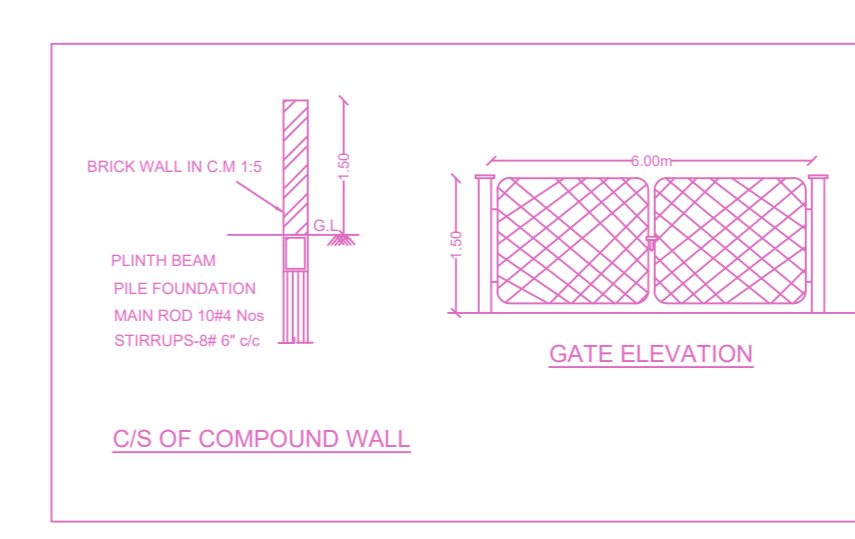 BRICK WALL IN C.M 1:5
1.50
G.L
PLINTH BEAM
PILE FOUNDATION
MAIN ROD 10#4 Nos
STIRRUPS-8# 6" c/c
C/S OF COMPOUND WALL
6.00m
1.50
GATE ELEVATION